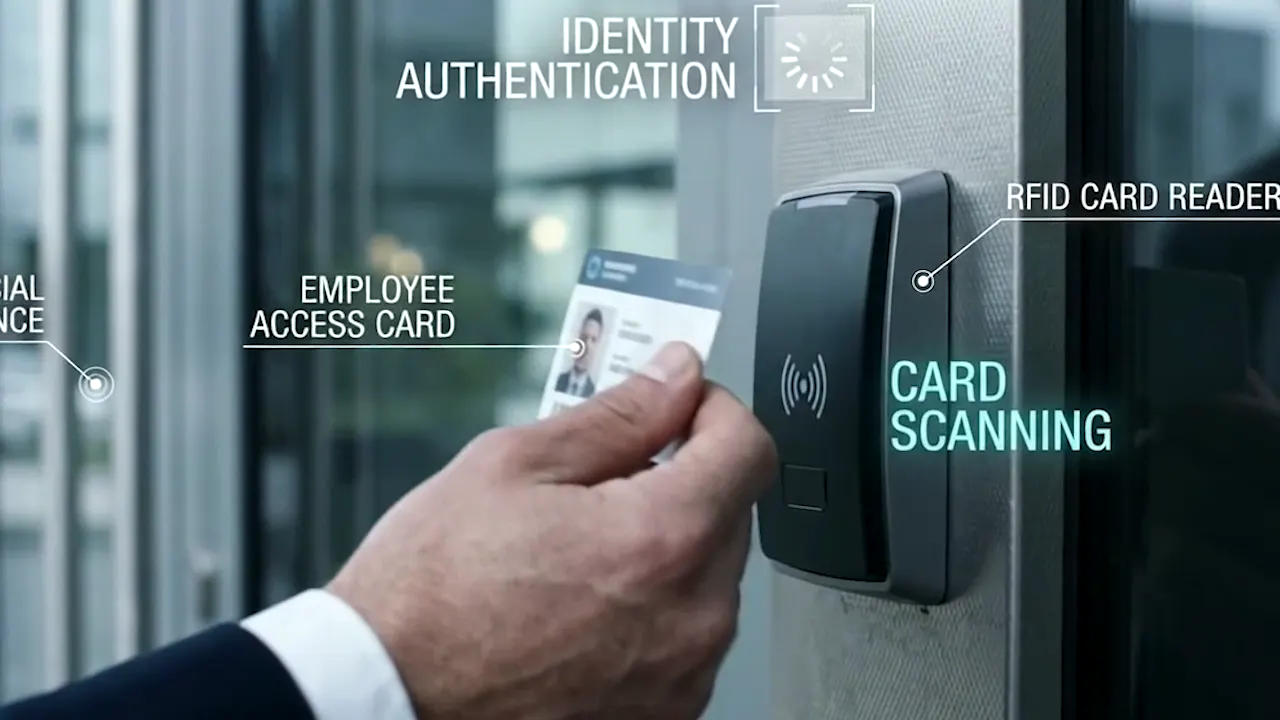 IDENTITY
AUTHENTICATION
RFID CARD READER
CIAL
NCE
EMPLOYEE
ACCESS CARD
CARD
SCANNING